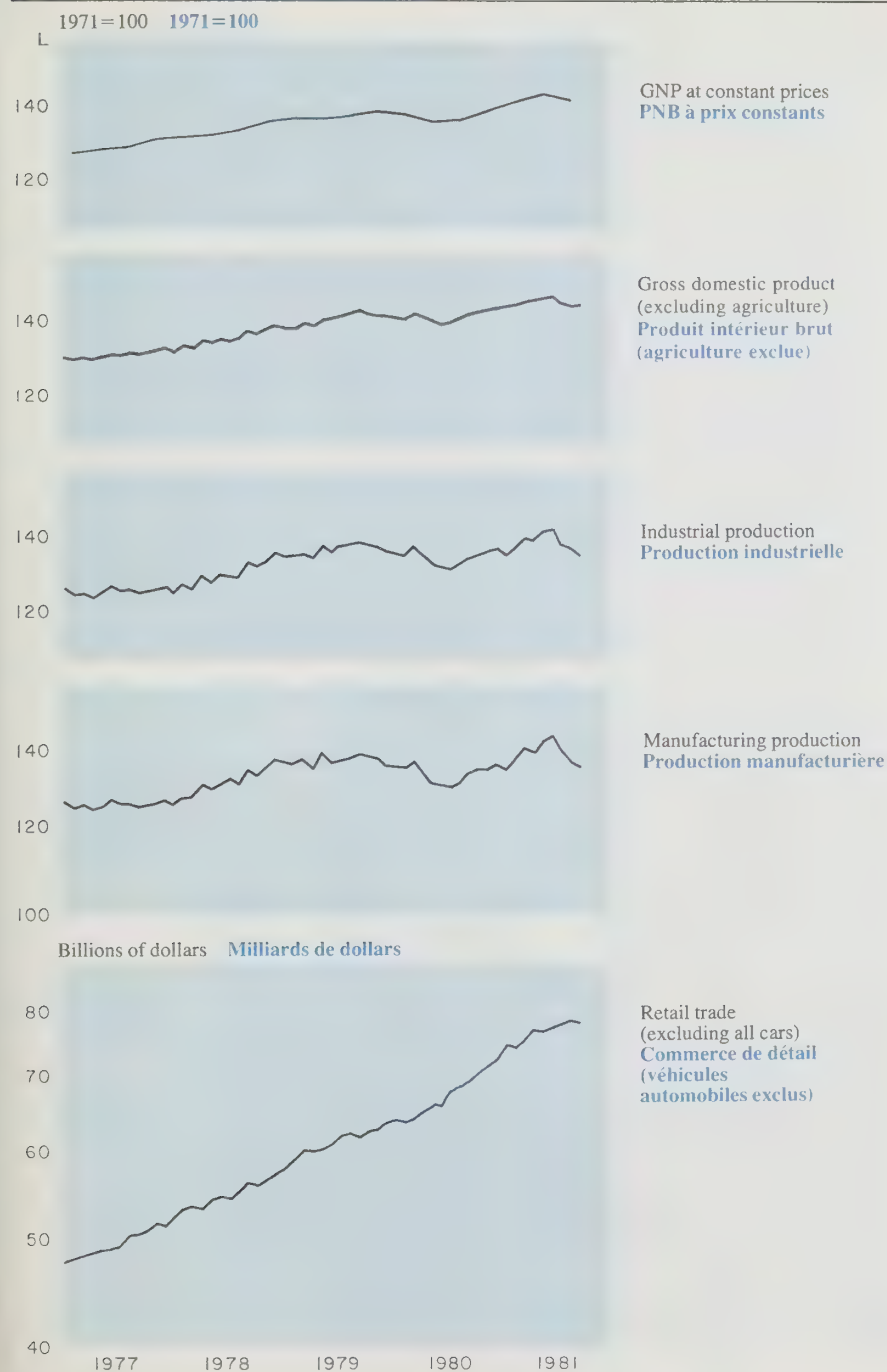 1971=100 1971=100
L
140
120
GNP at constant prices
PNB à prix constants
140
120
Gross domestic product
(excluding agriculture)
Produit intérieur brut
(agriculture exclue)
140
120
Industrial production
Production industrielle
140
120
100
Manufacturing production
Production manufacturière
Billions of dollars Milliards de dollars
80
70
60
50
40
Retail trade
(excluding all cars)
Commerce de détail
(véhicules
automobiles exclus)
1977 1978 1979 1980 1981